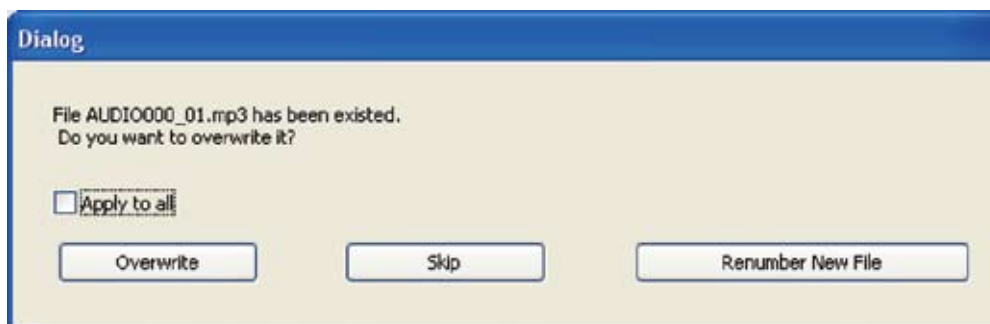 Dialog
File AUDIO000_01.mp3 has been existed.
Do you want to overwrite it?
Apply to all
Overwrite Skip Renumber New File